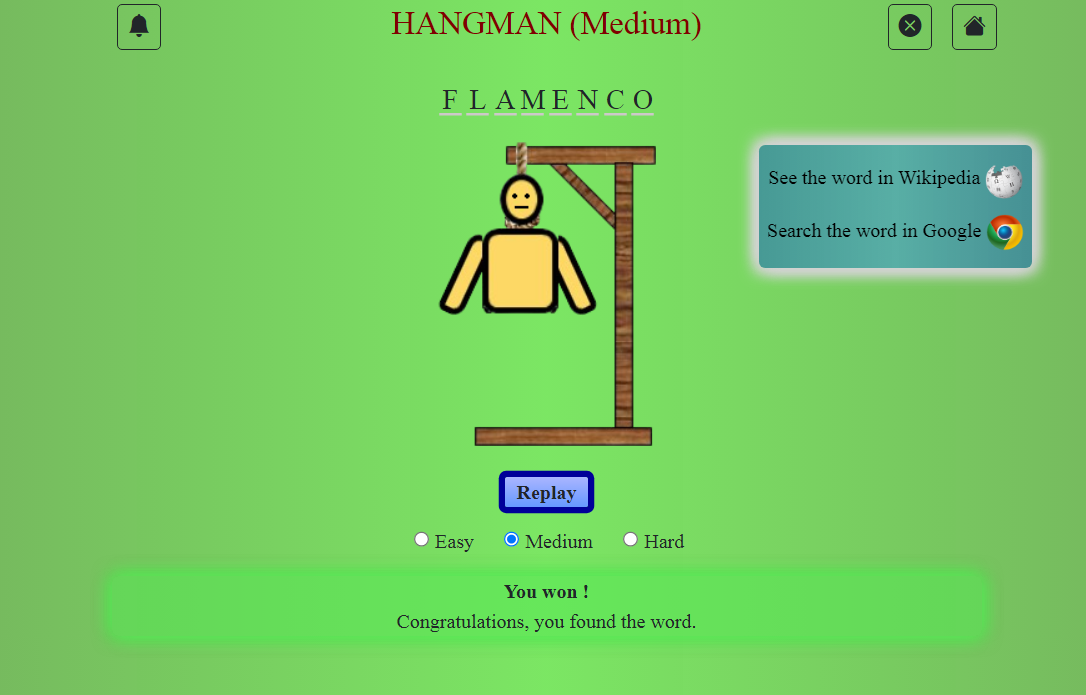 HANGMAN (Medium)
F L A M E N C O
See the word in Wikipedia
Search the word in Google
Replay
Easy Medium Hard
You won !
Congratulations, you found the word.